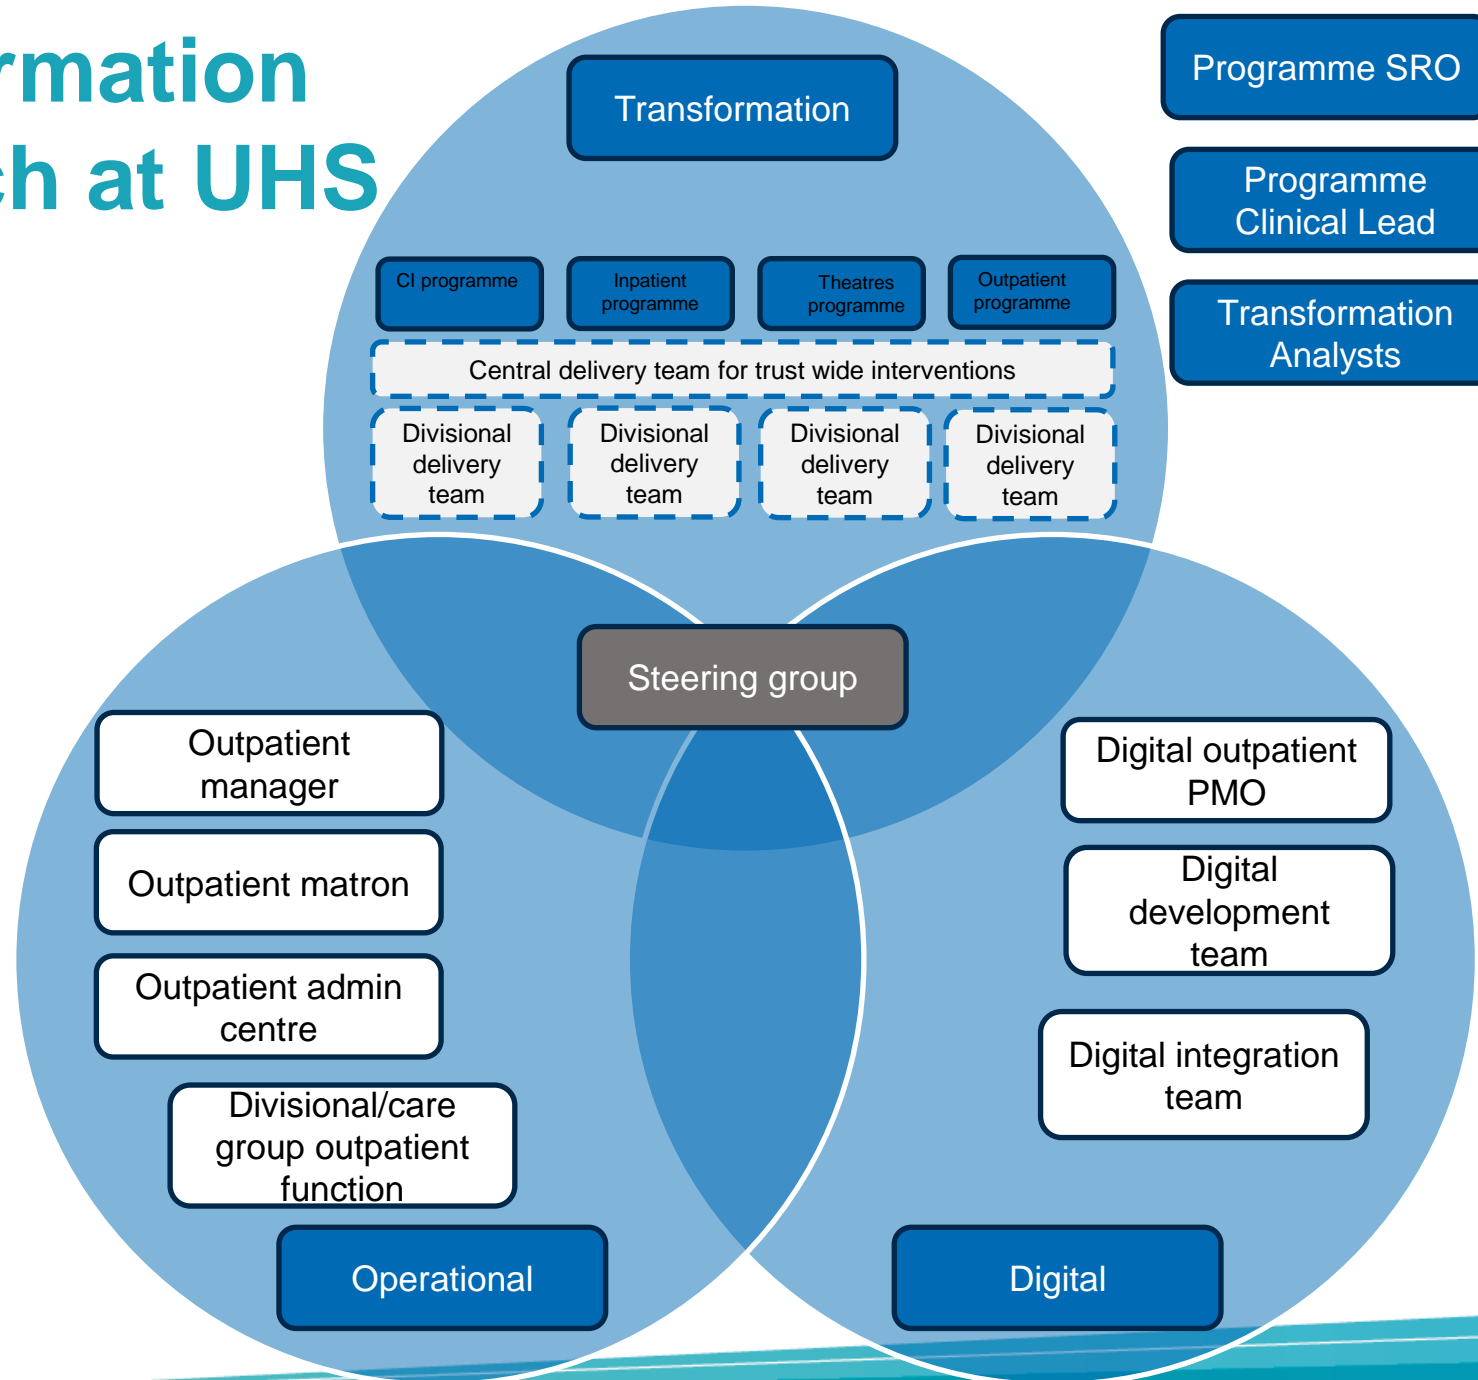 rmation
ch at UHS
Transformation
Programme SRO
Programme
Clinical Lead
Transformation
Analysts
CI programme
Inpatient
programme
Theatres
programme
Outpatient
programme
Central delivery team for trust wide interventions
Divisional
delivery
team
Divisional
delivery
team
Divisional
delivery
team
Divisional
delivery
team
Steering group
Outpatient
manager
Outpatient matron
Outpatient admin
centre
Divisional/care
group outpatient
function
Operational
Digital outpatient
PMO
Digital
development
team
Digital integration
team
Digital